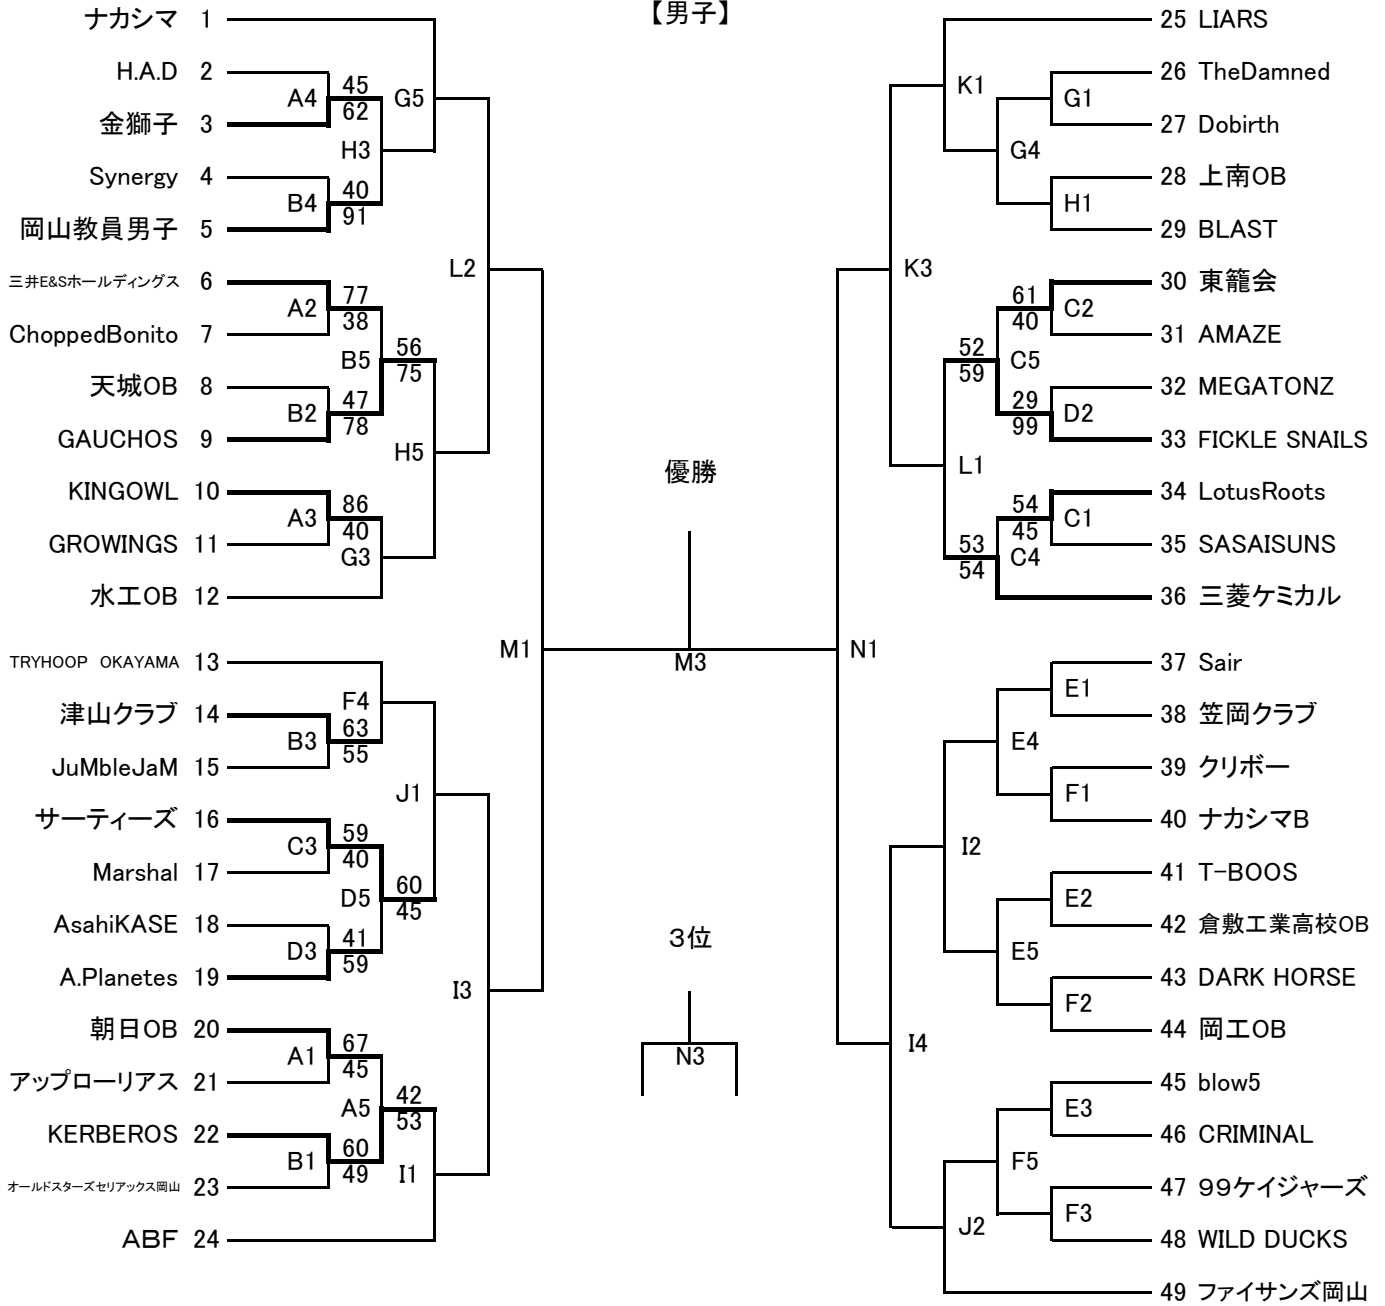 【男子】
ナカシマ 1
H.A.D 2
A4
45
62
G5
金獅子 3
H3
Synergy 4
B4
40
91
岡山教員男子 5
L2
三井E&Sホールディングス 6
A2
77
38
ChoppedBonito 7
B5
56
75
天城OB 8
B2
47
78
GAUCHOS 9
H5
KINGOWL 10
A3
86
40
GROWINGS 11
G3
水工OB 12
M1
TRYHOOP OKAYAMA 13
F4
津山クラブ 14
B3
63
55
JuMbleJaM 15
J1
サーティーズ 16
C3
59
40
Marshal 17
D5
60
45
AsahiKASE 18
D3
41
59
A.Planetes 19
I3
朝日OB 20
A1
67
45
アップローリアス 21
A5
42
53
KERBEROS 22
B1
60
49
I1
オールドスターズセリアックス岡山 23
ABF 24
優勝
M3
3位
N3
25 LIARS
K1
26 TheDamned
G1
27 Dobirth
G4
28 上南OB
H1
29 BLAST
K3
30 東籠会
61
40
C2
31 AMAZE
52
59
C5
32 MEGATONZ
29
99
D2
33 FICKLE SNAILS
L1
34 LotusRoots
54
45
C1
35 SASAISUNS
53
54
C4
36 三菱ケミカル
N1
37 Sair
E1
38 笠岡クラブ
E4
39 クリボー
F1
40 ナカシマB
I2
41 T-BOOS
E2
42 倉敷工業高校OB
E5
43 DARK HORSE
F2
44 岡工OB
I4
45 blow5
E3
46 CRIMINAL
F5
47 99ケイジャーズ
F3
48 WILD DUCKS
J2
49 ファイサンズ岡山